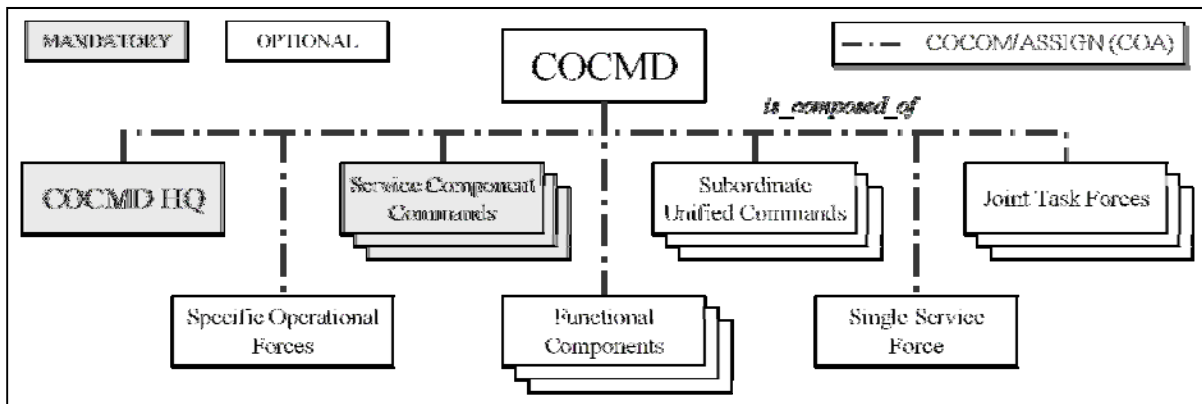 MANDATORY
OPTIONAL
COCOM/ASSIGN (COA)
COCMD
is_composed_of
COCMD HQ
Service Component
Commands
Subordinate
Unified Commands
Joint Task Forces
Specific Operational
Forces
Functional
Components
Single Service
Force